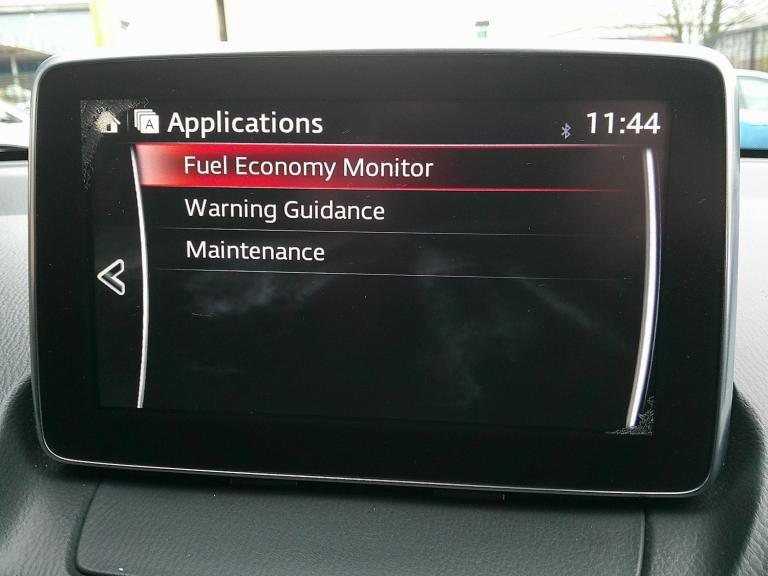 A Applications 11:44
Fuel Economy Monitor
Warning Guidance
Maintenance